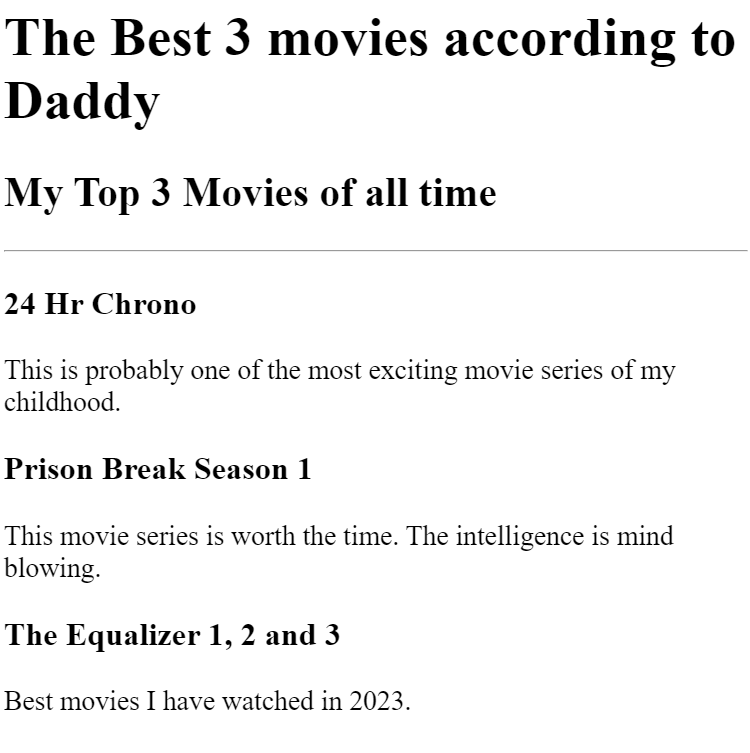 The Best 3 movies according to
Daddy
My Top 3 Movies of all time
24 Hr Chrono
This is probably one of the most exciting movie series of my
childhood.
Prison Break Season 1
This movie series is worth the time. The intelligence is mind
blowing.
The Equalizer 1, 2 and 3
Best movies I have watched in 2023.